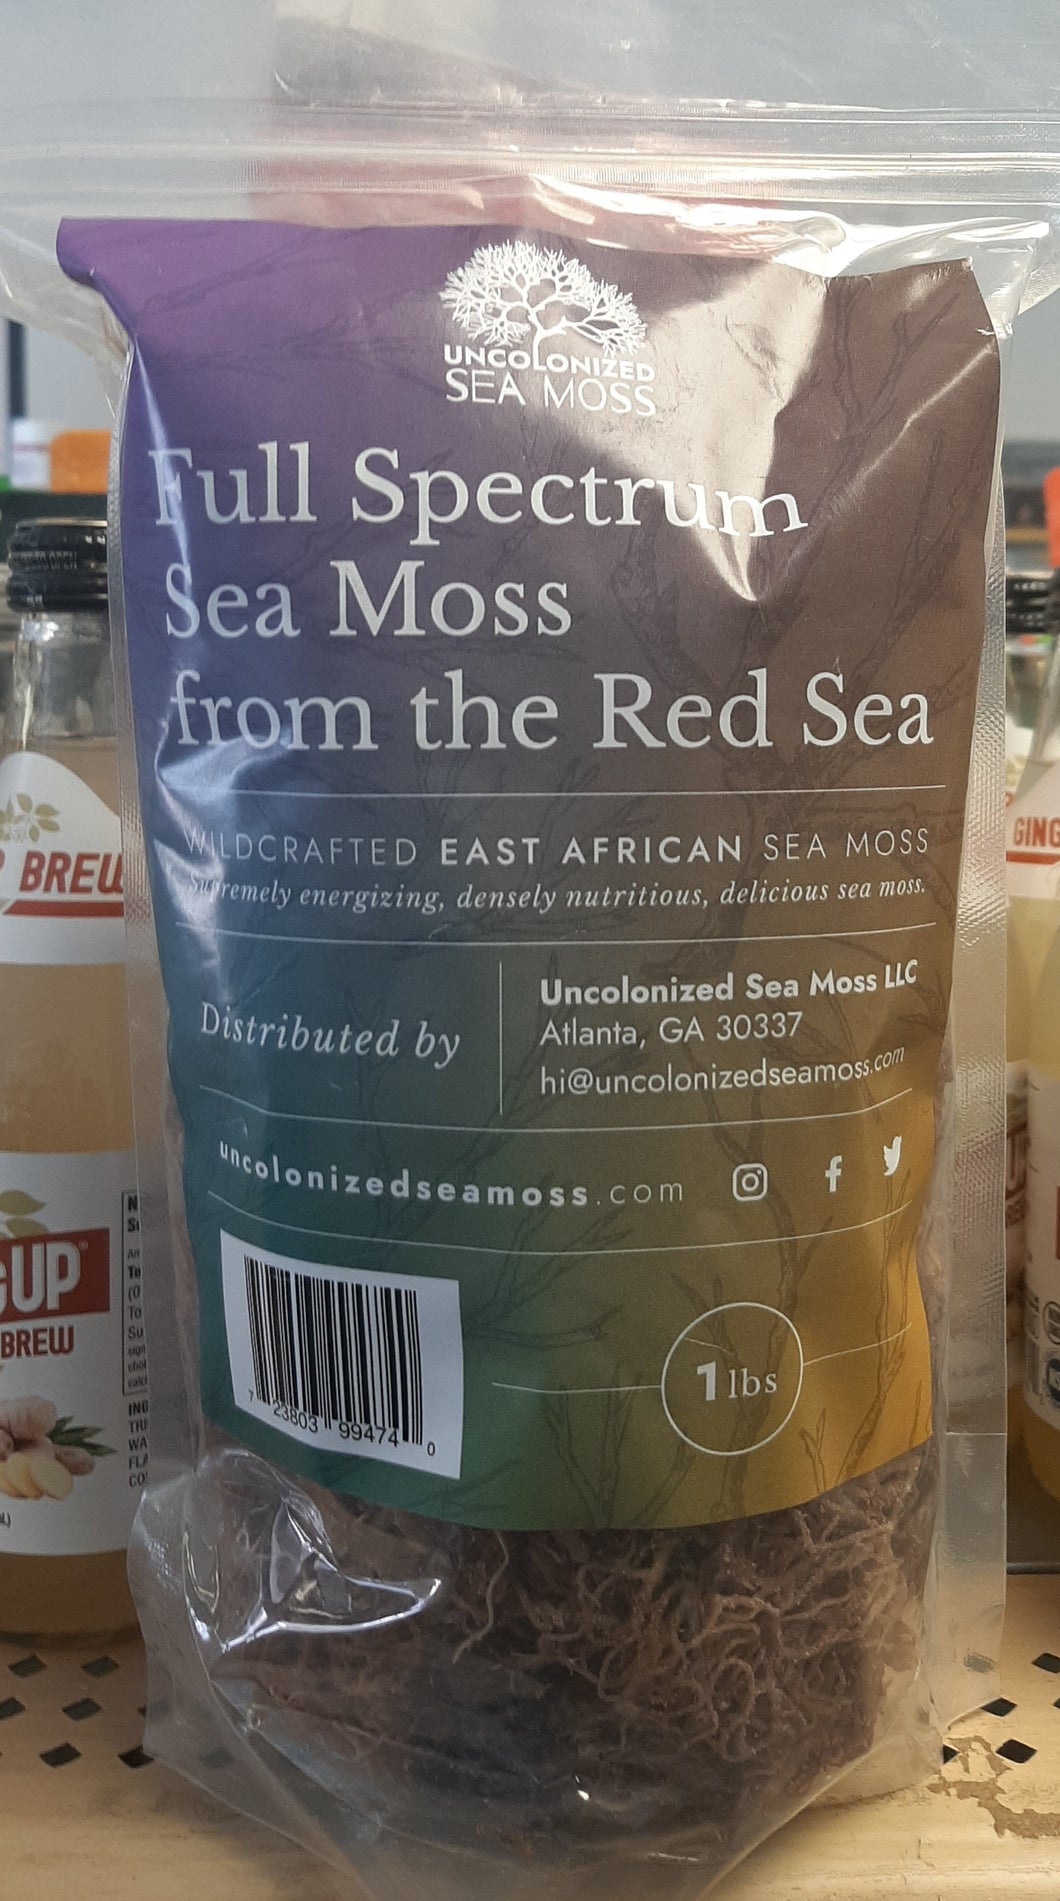 UNCOLONIZED
SEA MOSS
Full Spectrum
Sea Moss
from the Red Sea
WILDCRAFTED EAST AFRICAN SEA MOSS
Supremely energizing, densely nutritious, delicious sea moss.
Distributed by
Uncolonized Sea Moss LLC
Atlanta, GA 30337
hi@uncolonizedseamoss.com
uncolonizedseamoss.com
7 23803 99474 0
1 lbs
BREW
GUP
BREW
GING